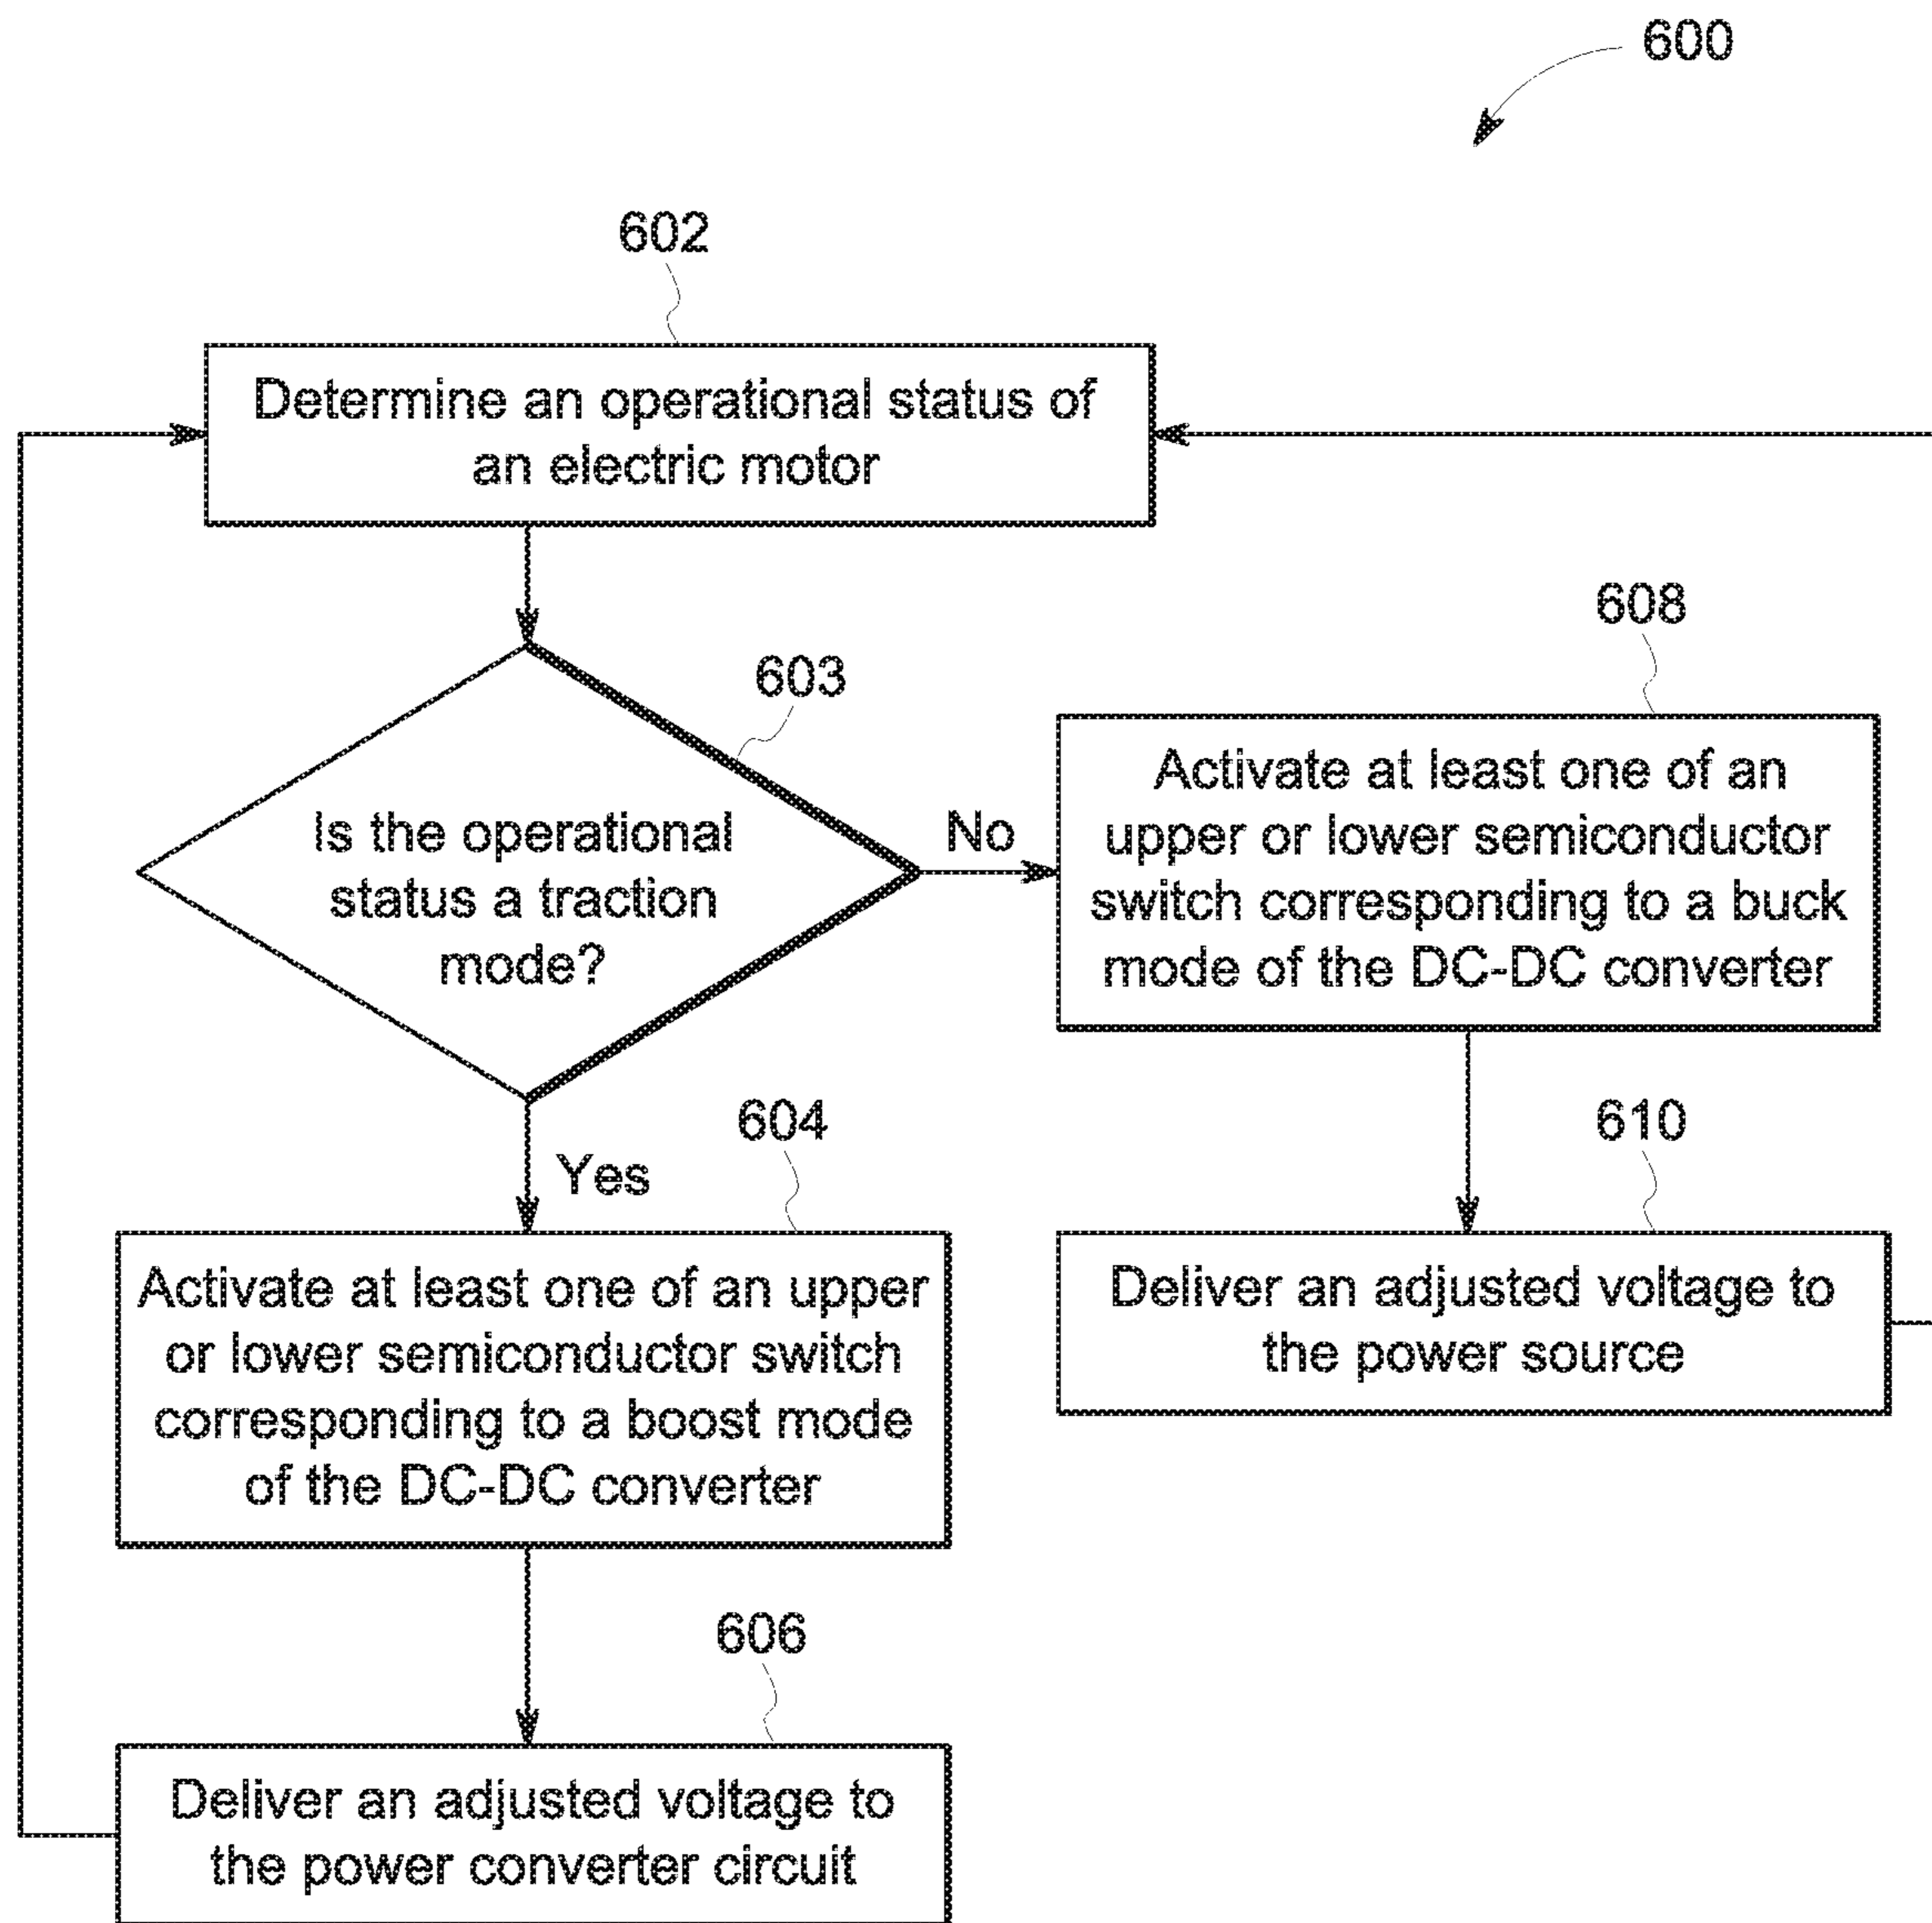 600
602
Determine an operational status of
an electric motor
603
Is the operational
status a traction
mode?
No
Yes
608
Activate at least one of an
upper or lower semiconductor
switch corresponding to a buck
mode of the DC-DC converter
604
Activate at least one of an upper
or lower semiconductor switch
corresponding to a boost mode
of the DC-DC converter
610
Deliver an adjusted voltage to
the power source
606
Deliver an adjusted voltage to
the power converter circuit